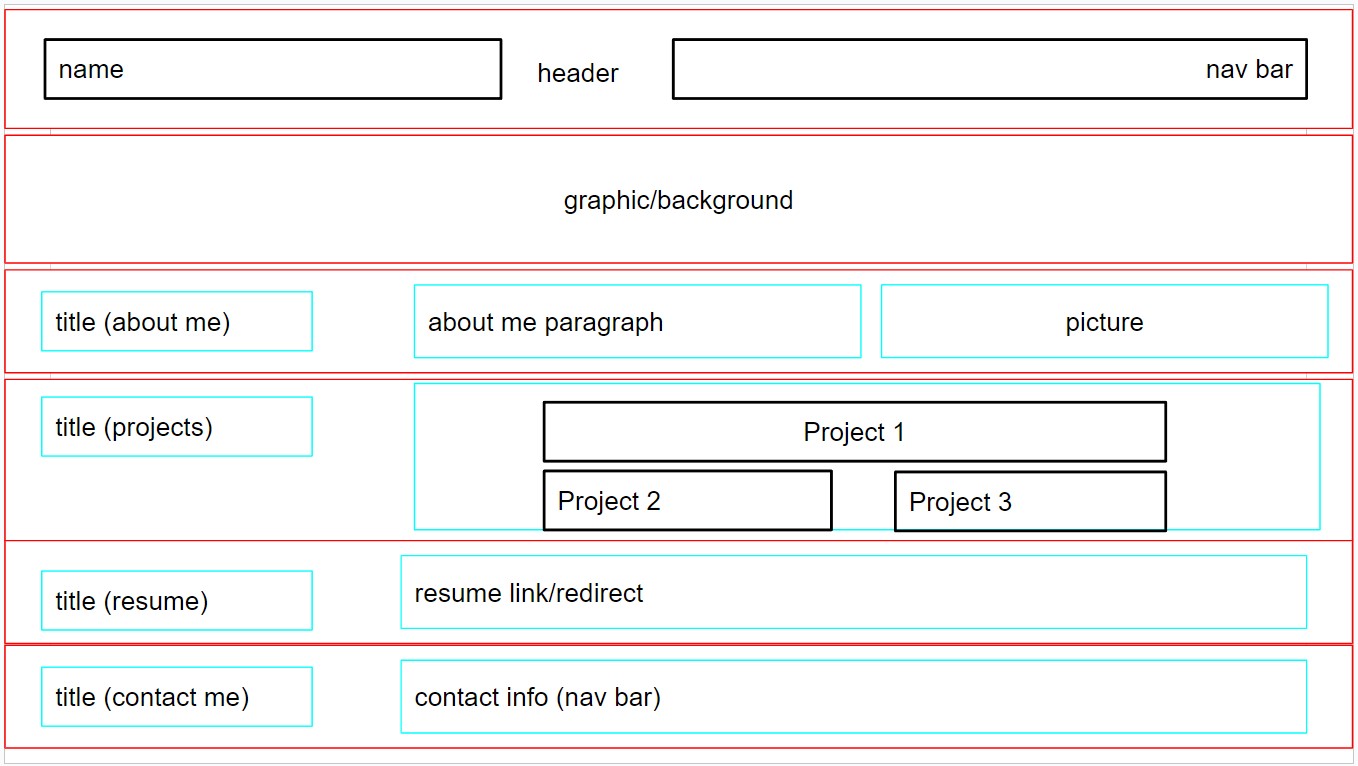 name
header
nav bar
graphic/background
title (about me)
about me paragraph
picture
title (projects)
Project 1
Project 2
Project 3
title (resume)
resume link/redirect
title (contact me)
contact info (nav bar)